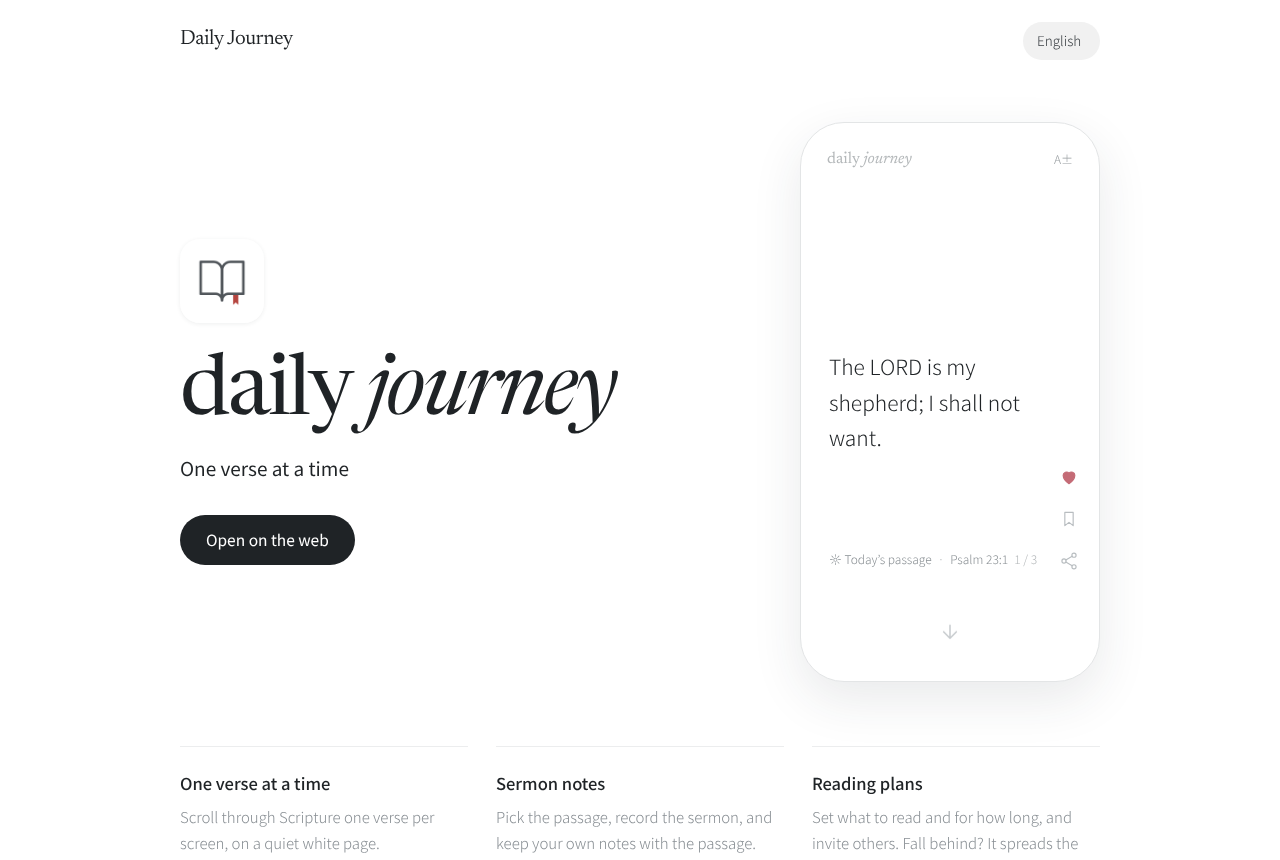 Daily Journey
English
daily journey
A±
The LORD is my
shepherd; I shall not
want.
Today's passage · Psalm 23:1 1 / 3
daily journey
One verse at a time
Open on the web
One verse at a time
Scroll through Scripture one verse per
screen, on a quiet white page.
Sermon notes
Pick the passage, record the sermon, and
keep your own notes with the passage.
Reading plans
Set what to read and for how long, and
invite others. Fall behind? It spreads the